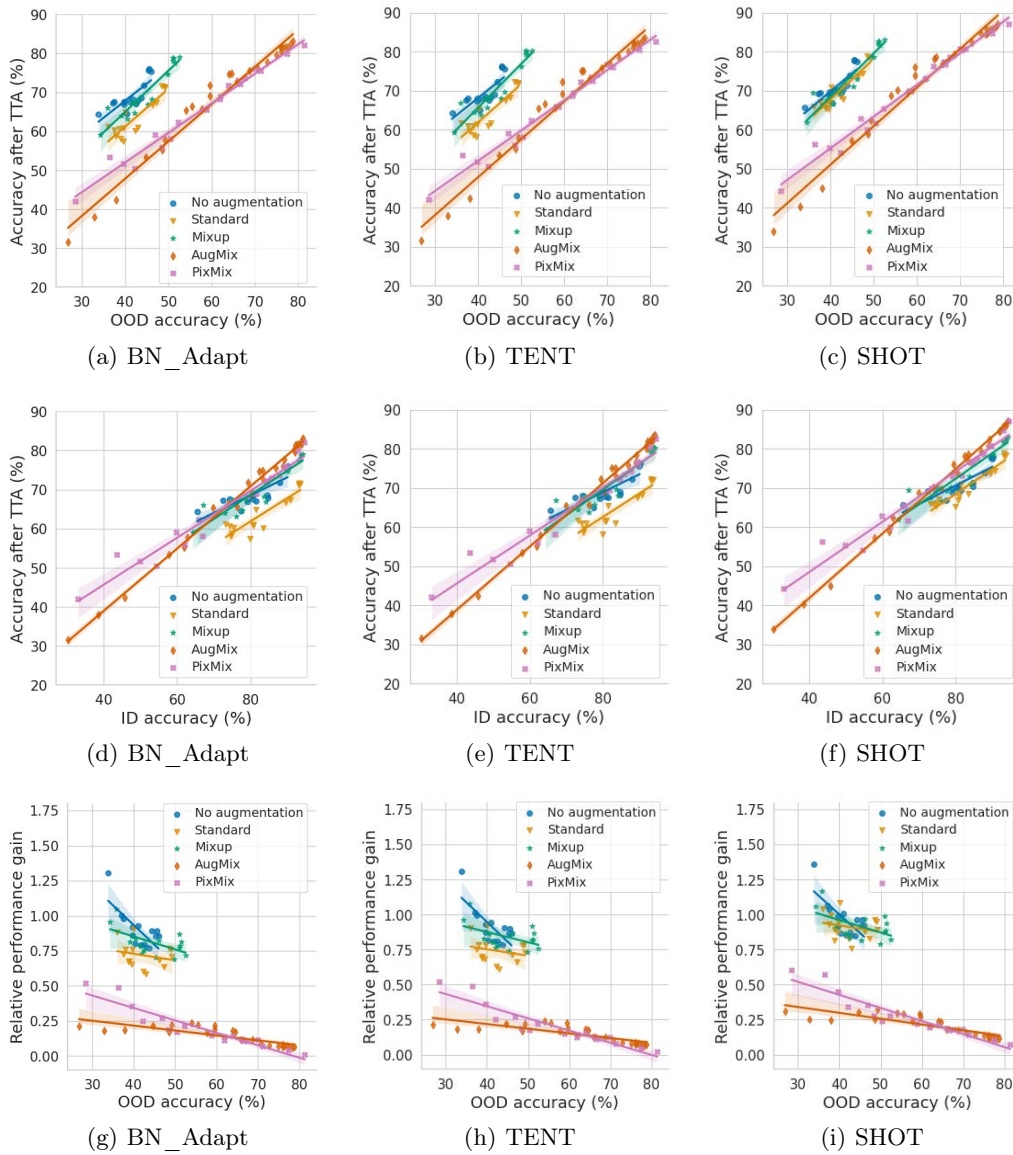 Accuracy after TTA (%)
90
80
70
60
50
40
30
20
No augmentation
Standard
Mixup
AugMix
PixMix
30 40 50 60 70 80
OOD accuracy (%)
(a) BN_Adapt
Accuracy after TTA (%)
90
80
70
60
50
40
30
20
No augmentation
Standard
Mixup
AugMix
PixMix
30 40 50 60 70 80
OOD accuracy (%)
(b) TENT
Accuracy after TTA (%)
90
80
70
60
50
40
30
20
No augmentation
Standard
Mixup
AugMix
PixMix
30 40 50 60 70 80
OOD accuracy (%)
(c) SHOT
Accuracy after TTA (%)
90
80
70
60
50
40
30
20
No augmentation
Standard
Mixup
AugMix
PixMix
40 60 80
ID accuracy (%)
(d) BN_Adapt
Accuracy after TTA (%)
90
80
70
60
50
40
30
20
No augmentation
Standard
Mixup
AugMix
PixMix
40 60 80
ID accuracy (%)
(e) TENT
Accuracy after TTA (%)
90
80
70
60
50
40
30
20
No augmentation
Standard
Mixup
AugMix
PixMix
40 60 80
ID accuracy (%)
(f) SHOT
Relative performance gain
1.75
1.50
1.25
1.00
0.75
0.50
0.25
0.00
No augmentation
Standard
Mixup
AugMix
PixMix
30 40 50 60 70 80
OOD accuracy (%)
(g) BN_Adapt
Relative performance gain
1.75
1.50
1.25
1.00
0.75
0.50
0.25
0.00
No augmentation
Standard
Mixup
AugMix
PixMix
30 40 50 60 70 80
OOD accuracy (%)
(h) TENT
Relative performance gain
1.75
1.50
1.25
1.00
0.75
0.50
0.25
0.00
No augmentation
Standard
Mixup
AugMix
PixMix
30 40 50 60 70 80
OOD accuracy (%)
(i) SHOT